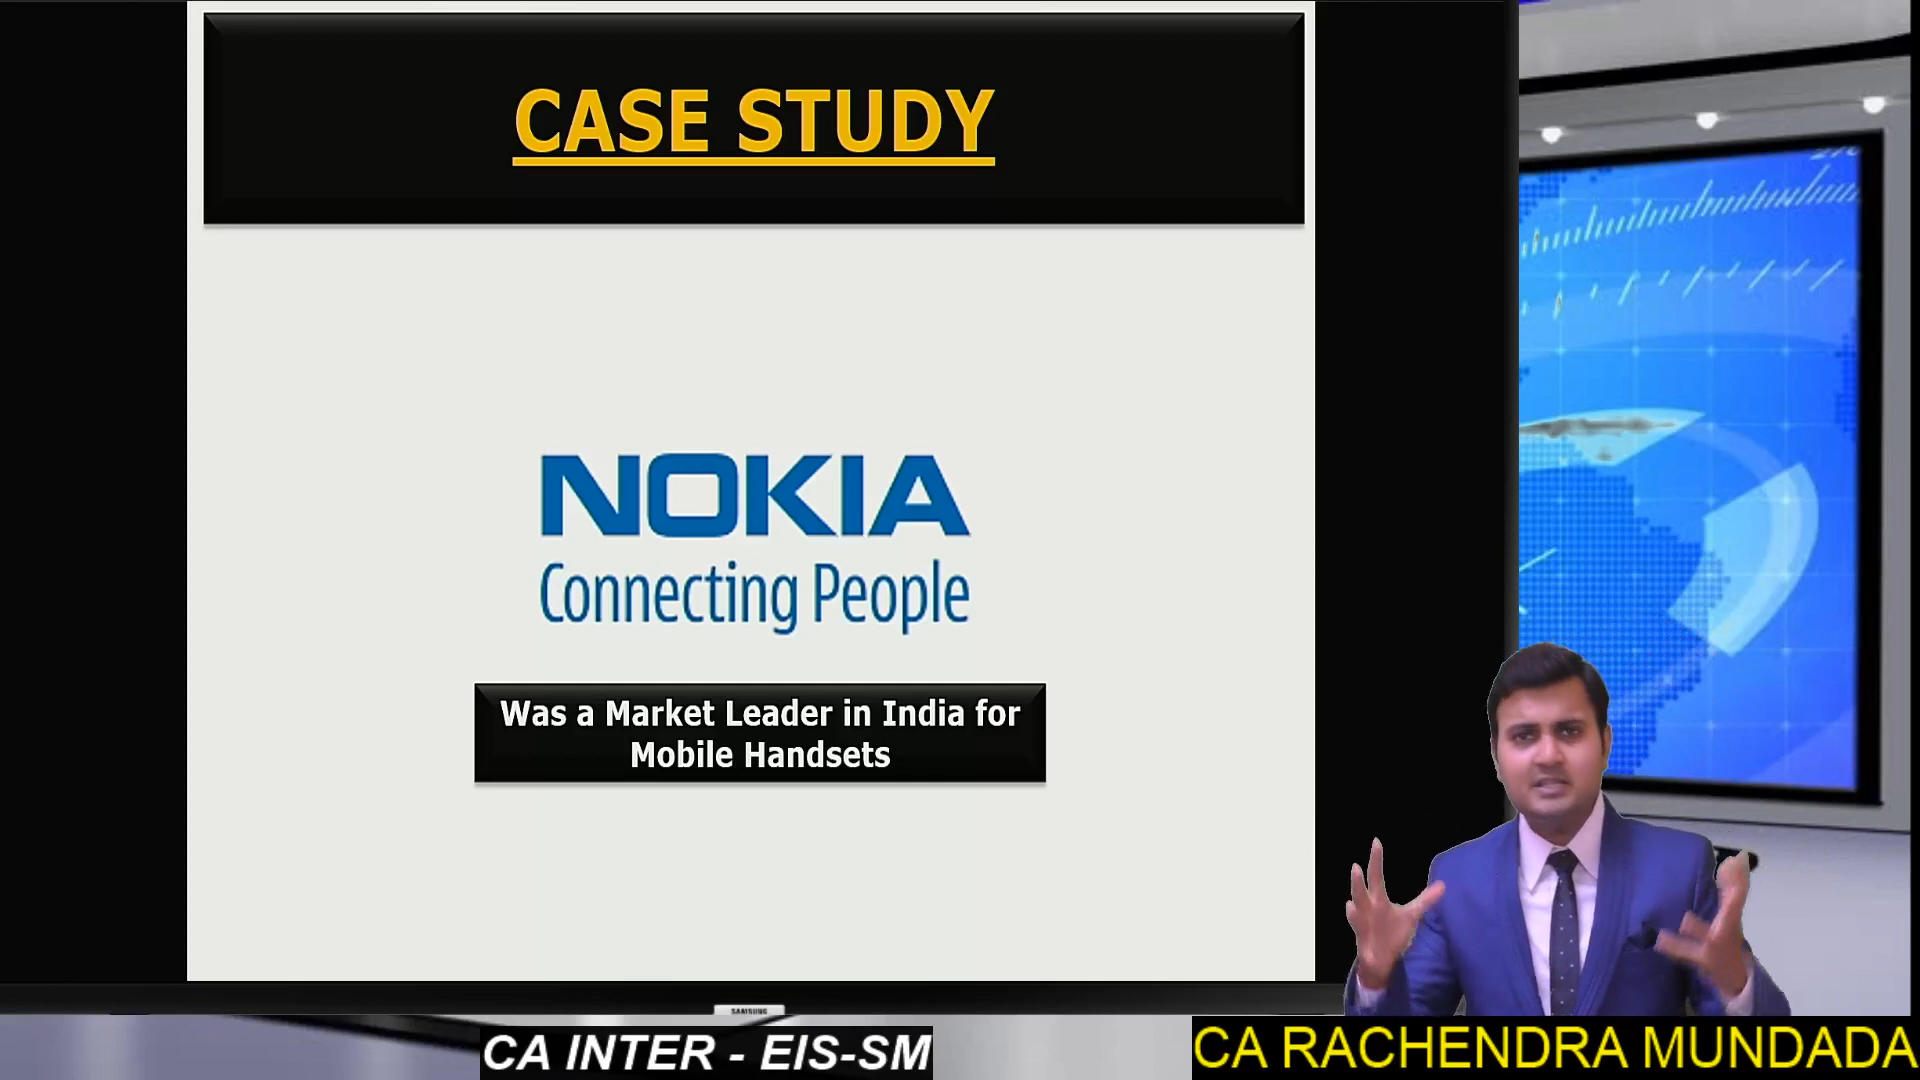 CASE STUDY
NOKIA
Connecting People
Was a Market Leader in India for
Mobile Handsets
SAMSUNG
CA INTER - EIS-SM
CA RACHENDRA MUNDADA